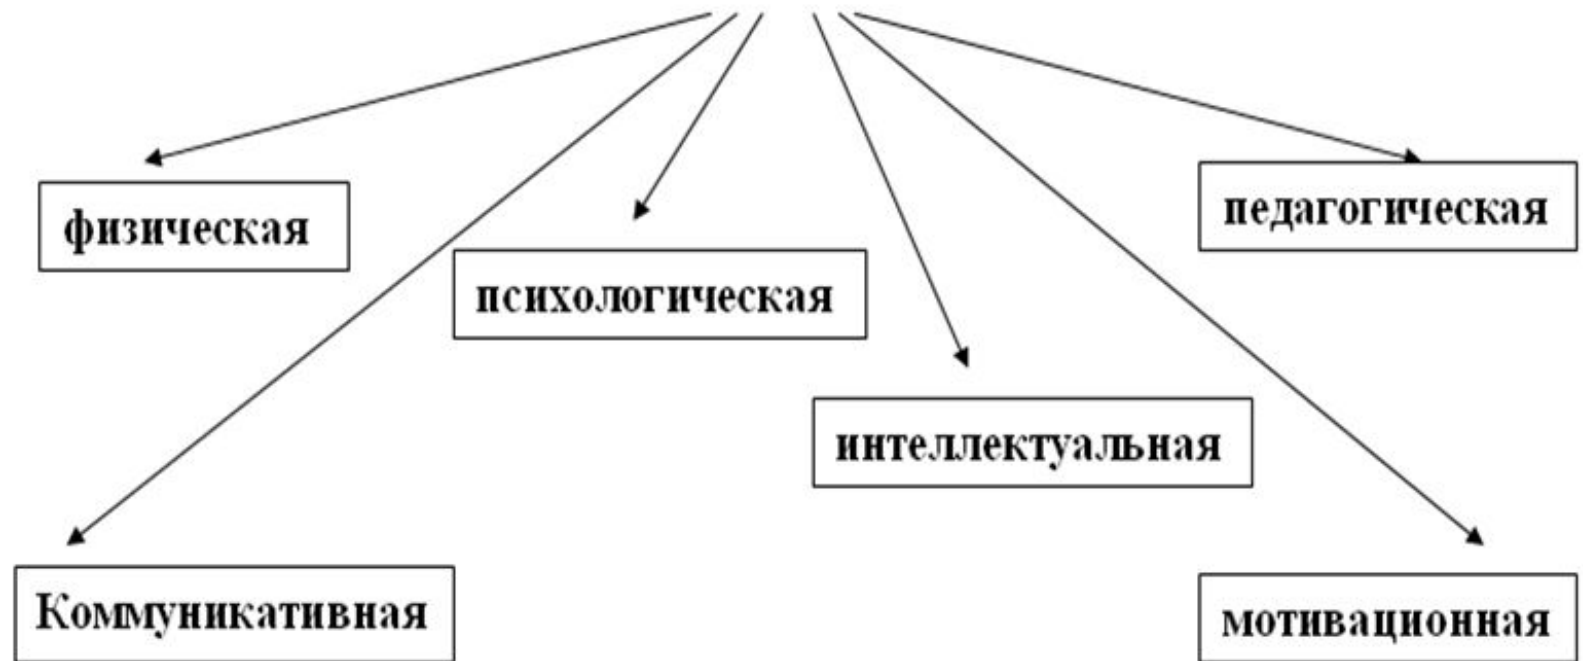 физическая
педагогическая
психологическая
интеллектуальная
Коммуникативная
мотивационная